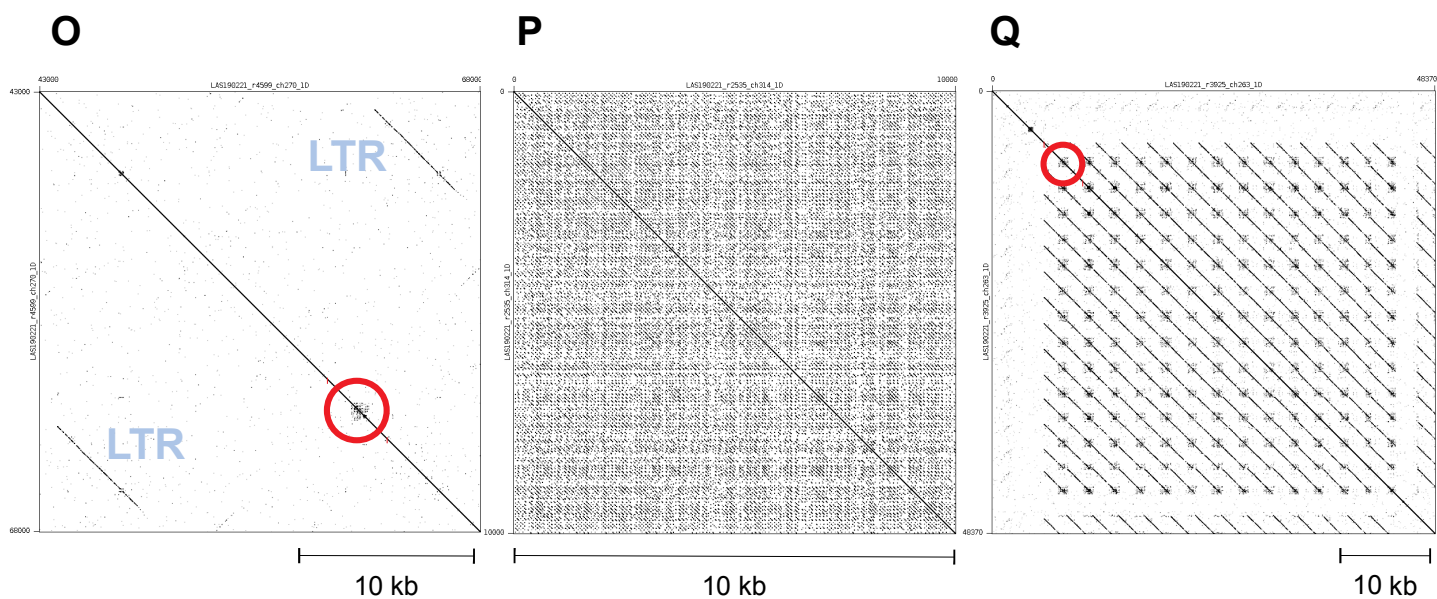 O
P
Q
43000
LAS190221_r4599_ch270_1D
68000
0
LAS190221_r2535_ch314_1D
10000
0
LAS190221_r3925_ch263_1D
48370
43000
0
0
LTR
LTR
LAS190221_r4599_ch270_1D
LAS190221_r2535_ch314_1D
LAS190221_r3925_ch263_1D
68000
10000
48370
10 kb
10 kb
10 kb